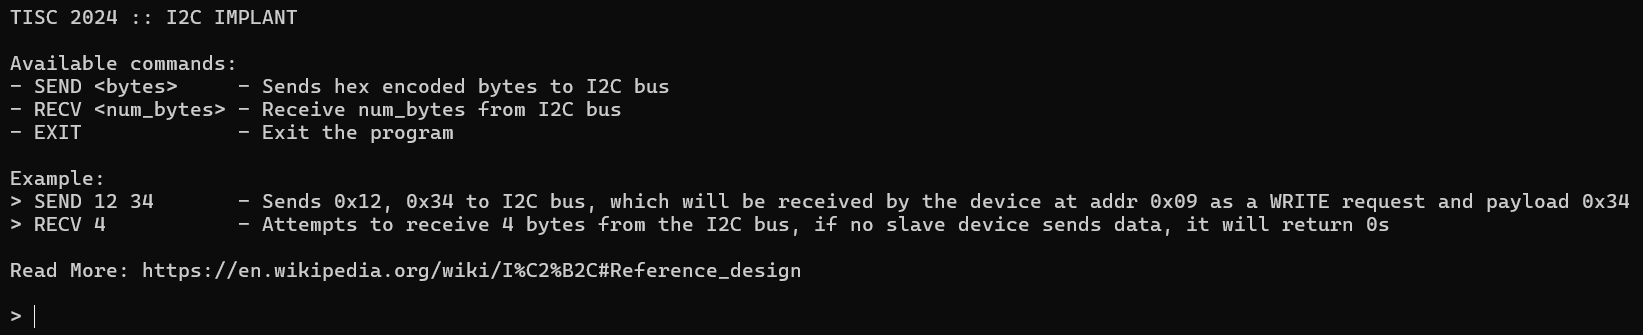 TISC 2024 :: I2C IMPLANT
Available commands:
- SEND <bytes>     - Sends hex encoded bytes to I2C bus
- RECV <num_bytes> - Receive num_bytes from I2C bus
- EXIT             - Exit the program
Example:
> SEND 12 34       - Sends 0x12, 0x34 to I2C bus, which will be received by the device at addr 0x09 as a WRITE request and payload 0x34
> RECV 4           - Attempts to receive 4 bytes from the I2C bus, if no slave device sends data, it will return 0s
Read More: https://en.wikipedia.org/wiki/I%C2%B2C#Reference_design
>